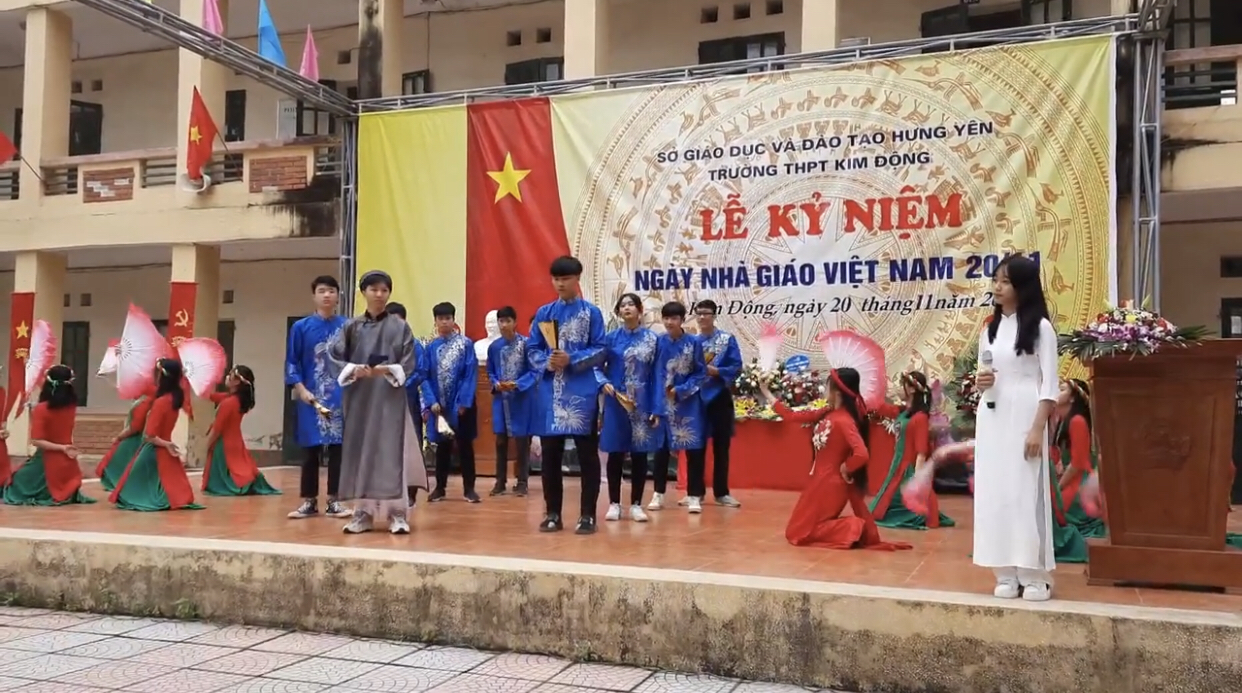 SỞ GIÁO DỤC VÀ ĐÀO TẠO HƯNG YÊN
TRƯỜNG THPT KIM ĐỘNG
LỄ KỶ NIỆM
NGÀY NHÀ GIÁO VIỆT NAM
Kim Động, ngày 20 tháng11năm